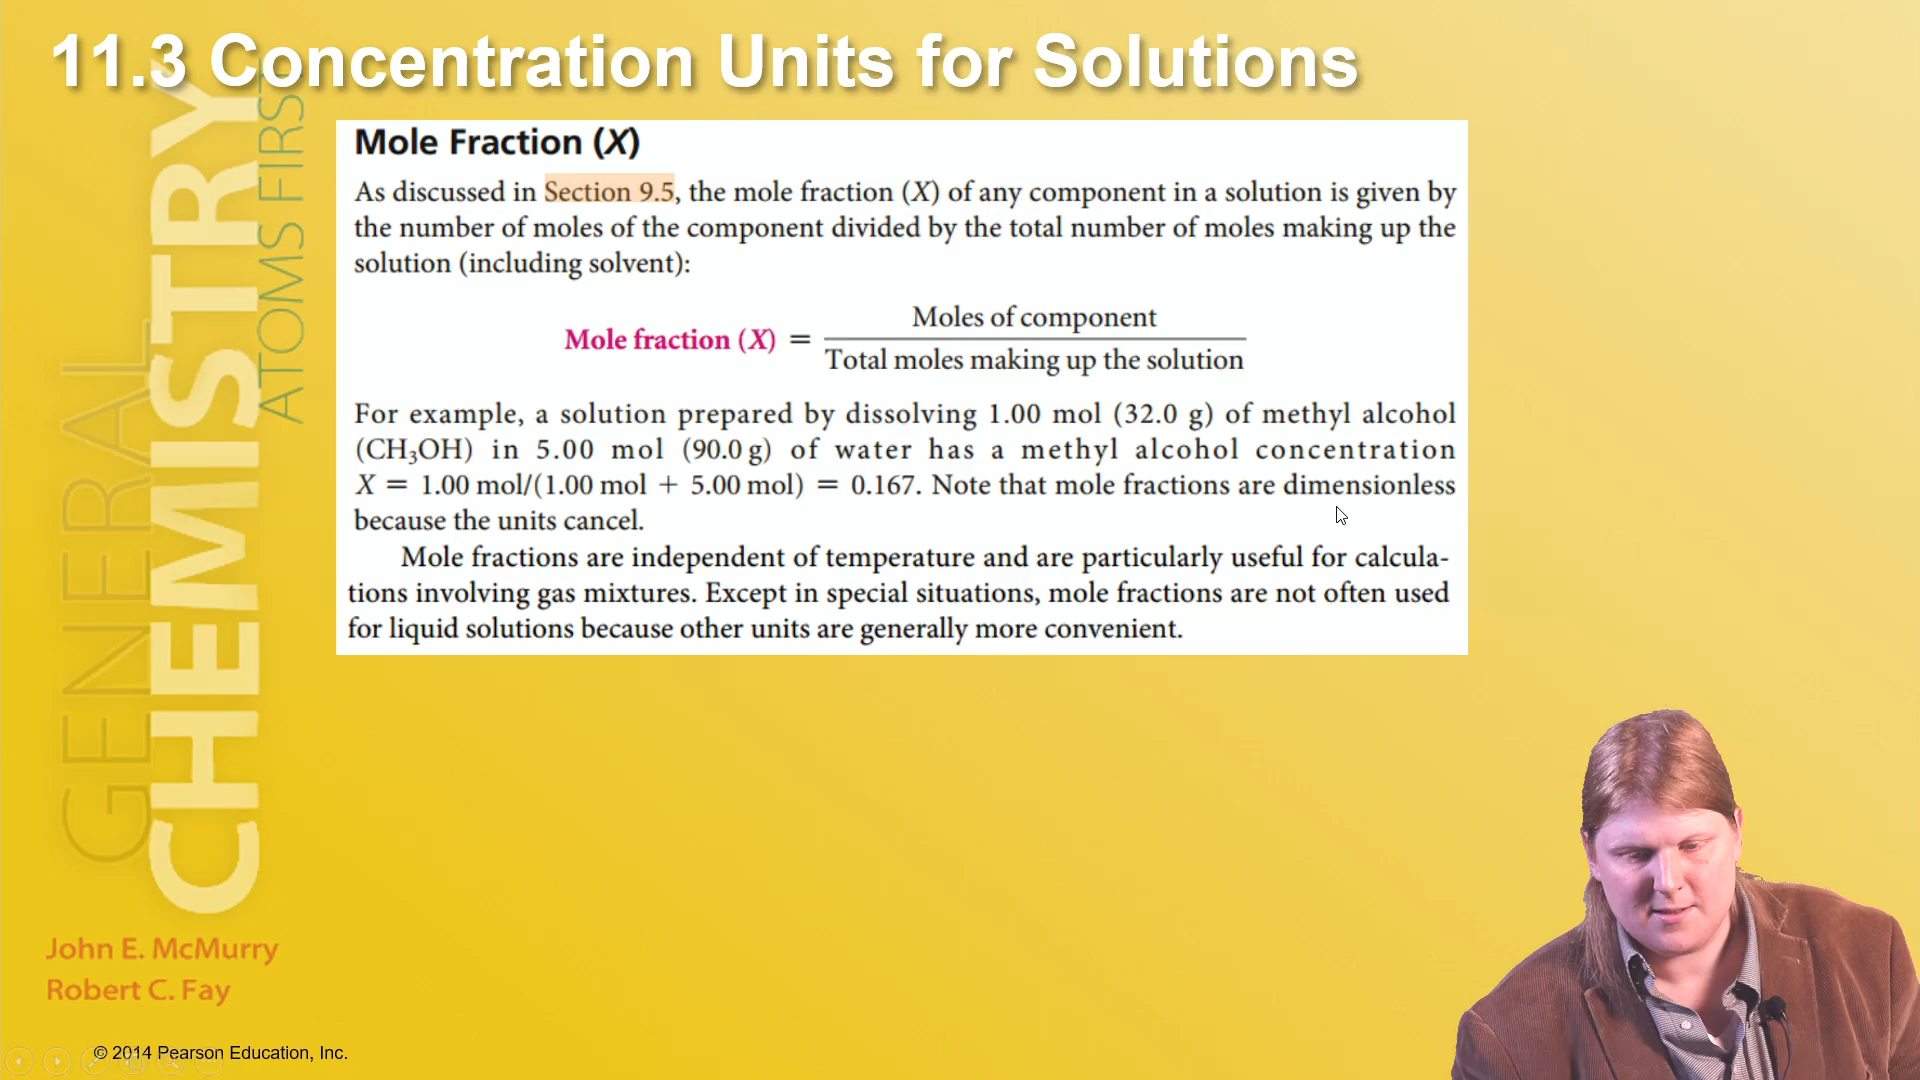 11.3 Concentration Units for Solutions
GENERAL
CHEMISTRY
ATOMS FIRST
Mole Fraction (X)
As discussed in Section 9.5, the mole fraction (X) of any component in a solution is given by
the number of moles of the component divided by the total number of moles making up the
solution (including solvent):
Mole fraction (X) = Moles of component
Total moles making up the solution
For example, a solution prepared by dissolving 1.00 mol (32.0 g) of methyl alcohol
(CH₃OH) in 5.00 mol (90.0 g) of water has a methyl alcohol concentration
X = 1.00 mol/(1.00 mol + 5.00 mol) = 0.167. Note that mole fractions are dimensionless
because the units cancel.
Mole fractions are independent of temperature and are particularly useful for calcula-
tions involving gas mixtures. Except in special situations, mole fractions are not often used
for liquid solutions because other units are generally more convenient.
John E. McMurry
Robert C. Fay
© 2014 Pearson Education, Inc.